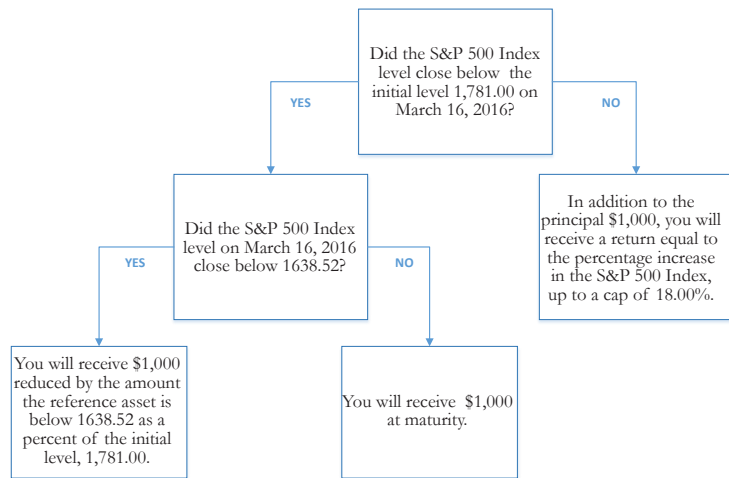 Did the S&P 500 Index
level close below the
initial level 1,781.00 on
March 16, 2016?
YES
NO
Did the S&P 500 Index
level on March 16, 2016
close below 1638.52?
In addition to the
principal $1,000, you will
receive a return equal to
the percentage increase
in the S&P 500 Index,
up to a cap of 18.00%.
YES
NO
You will receive $1,000
reduced by the amount
the reference asset is
below 1638.52 as a
percent of the initial
level, 1,781.00.
You will receive $1,000
at maturity.